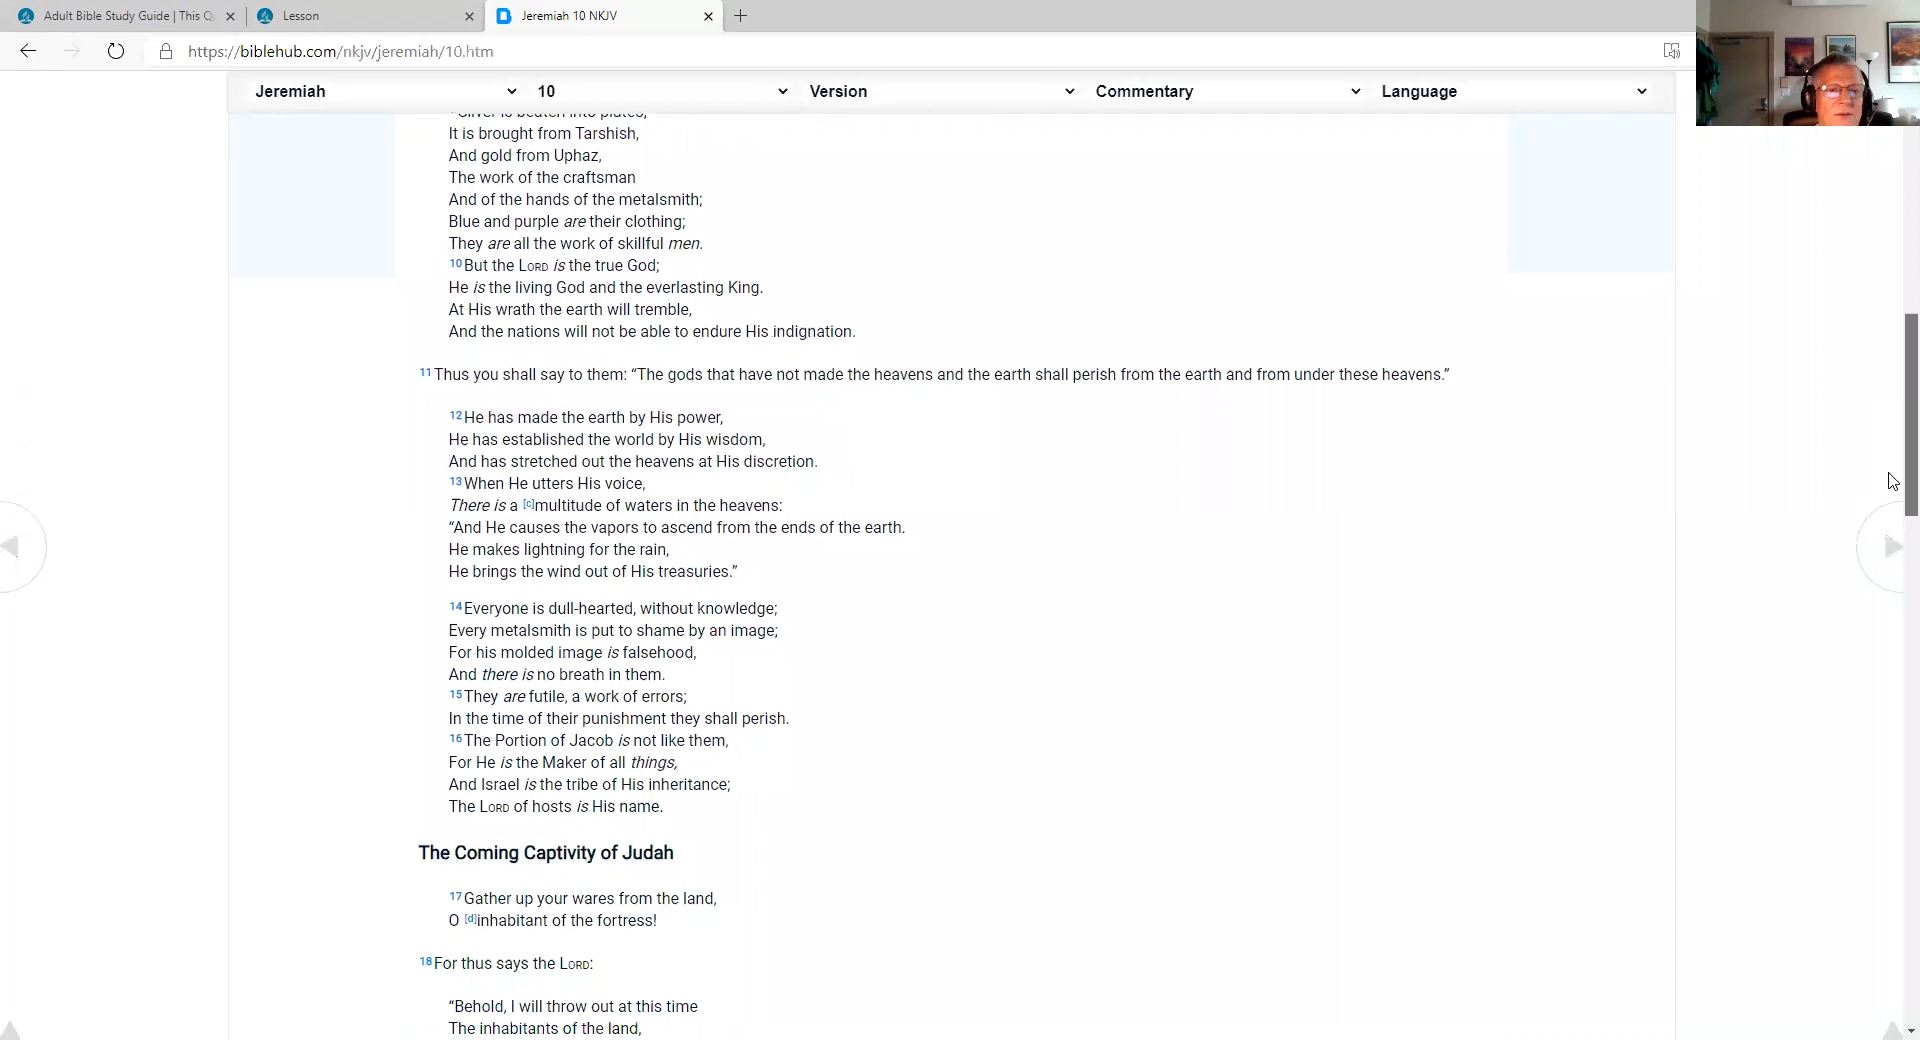 Adult Bible Study Guide | This Q
Lesson
Jeremiah 10 NKJV
https://biblehub.com/nkjv/jeremiah/10.htm
Jeremiah 10 Version Commentary Language
Silver is beaten into plates;
It is brought from Tarshish,
And gold from Uphaz,
The work of the craftsman
And of the hands of the metalsmith;
Blue and purple are their clothing;
They are all the work of skillful men.
10 But the LORD is the true God;
He is the living God and the everlasting King.
At His wrath the earth will tremble,
And the nations will not be able to endure His indignation.
11 Thus you shall say to them: “The gods that have not made the heavens and the earth shall perish from the earth and from under these heavens.”
12 He has made the earth by His power,
He has established the world by His wisdom,
And has stretched out the heavens at His discretion.
13 When He utters His voice,
There is a [c]multitude of waters in the heavens:
“And He causes the vapors to ascend from the ends of the earth.
He makes lightning for the rain,
He brings the wind out of His treasuries.”
14 Everyone is dull-hearted, without knowledge;
Every metalsmith is put to shame by an image;
For his molded image is falsehood,
And there is no breath in them.
15 They are futile, a work of errors;
In the time of their punishment they shall perish.
16 The Portion of Jacob is not like them,
For He is the Maker of all things,
And Israel is the tribe of His inheritance;
The LORD of hosts is His name.
The Coming Captivity of Judah
17 Gather up your wares from the land,
O [d]inhabitant of the fortress!
18 For thus says the LORD:
“Behold, I will throw out at this time
The inhabitants of the land,